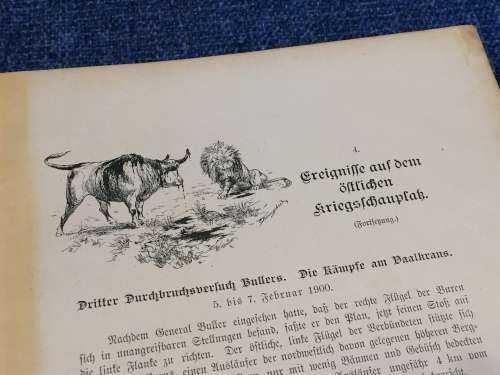 4.
Ereignisse auf dem
östlichen
Kriegsschauplatz.
(Fortsetzung.)
Dritter Durchbruchsversuch Bullers. Die Kämpfe am Vaalkrans.
5. bis 7. Februar 1900.
Nachdem General Buller eingesehen hatte, daß der rechte Flügel der Buren
sich in unangreifbaren Stellungen befand, faßte er den Plan, jetzt seinen Stoß auf
die linke Flanke zu richten. Der östliche, linke Flügel der Verbündeten stützte sich
einen Ausläufer der nordwestlich davon gelegenen höheren Berg-
nur mit wenig Bäumen und Gebüsch bedeckten
Ausläufer ungefähr 4 km vom